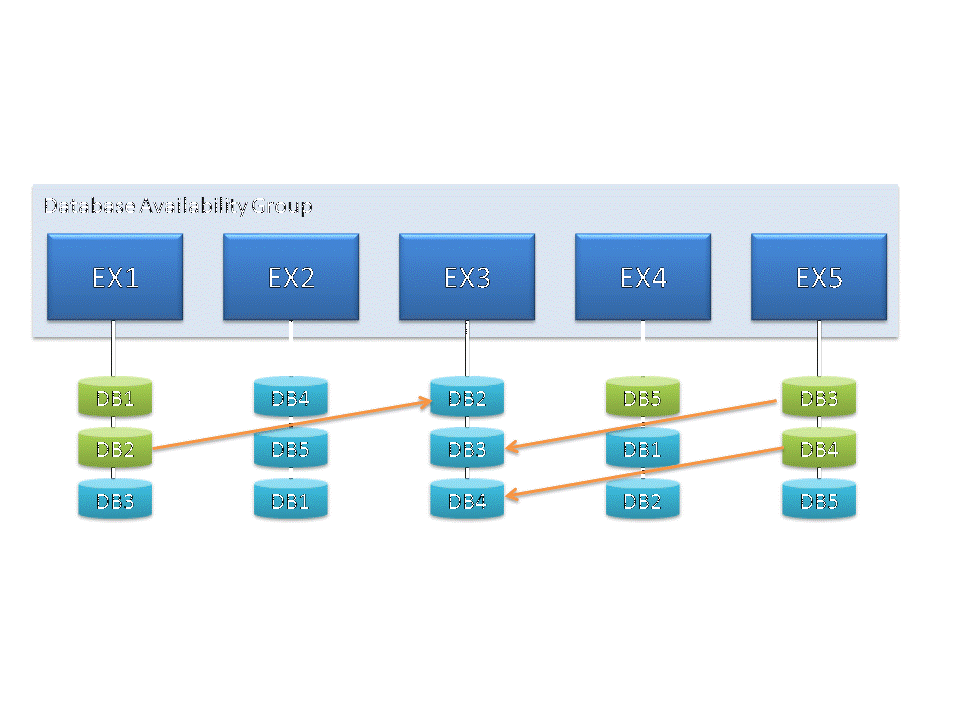 Database Availability Group
EX1 EX2 EX3 EX4 EX5
DB1 DB4 DB2 DB5 DB3
DB2 DB5 DB3 DB1 DB4
DB3 DB1 DB4 DB2 DB5